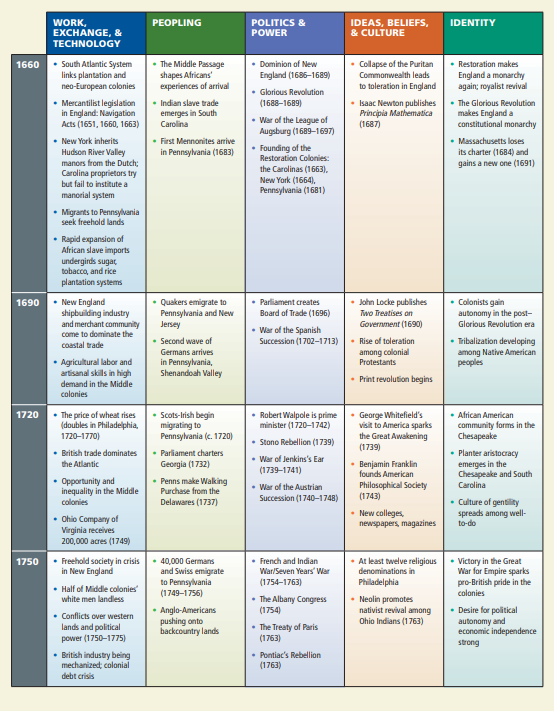 WORK,
EXCHANGE, &
TECHNOLOGY
PEOPLING
POLITICS &
POWER
IDEAS, BELIEFS,
& CULTURE
IDENTITY
1660
• South Atlantic System
links plantation and
neo-European colonies
• Mercantilist legislation
in England: Navigation
Acts (1651, 1660, 1663)
• New York inherits
Hudson River Valley
manors from the Dutch;
Carolina proprietors try
but fail to institute a
manorial system
• Migrants to Pennsylvania
seek freehold lands
• Rapid expansion of
African slave imports
undergirds sugar,
tobacco, and rice
plantation systems
• The Middle Passage
shapes Africans'
experiences of arrival
• Indian slave trade
emerges in South
Carolina
• First Mennonites arrive
in Pennsylvania (1683)
• Dominion of New
England (1686–1689)
• Glorious Revolution
(1688–1689)
• War of the League of
Augsburg (1689–1697)
• Founding of the
Restoration Colonies:
the Carolinas (1663),
New York (1664),
Pennsylvania (1681)
• Collapse of the Puritan
Commonwealth leads
to toleration in England
• Isaac Newton publishes
Principia Mathematica
(1687)
• Restoration makes
England a monarchy
again; royalist revival
• The Glorious Revolution
makes England a
constitutional monarchy
• Massachusetts loses
its charter (1684) and
gains a new one (1691)
1690
• New England
shipbuilding industry
and merchant community
come to dominate the
coastal trade
• Agricultural labor and
artisanal skills in high
demand in the Middle
colonies
• Quakers emigrate to
Pennsylvania and New
Jersey
• Second wave of
Germans arrives
in Pennsylvania,
Shenandoah Valley
• Parliament creates
Board of Trade (1696)
• War of the Spanish
Succession (1702–1713)
• John Locke publishes
Two Treatises on
Government (1690)
• Rise of toleration
among colonial
Protestants
• Print revolution begins
• Colonists gain
autonomy in the post–
Glorious Revolution era
• Tribalization developing
among Native American
peoples
1720
• The price of wheat rises
(doubles in Philadelphia,
1720–1770)
• British trade dominates
the Atlantic
• Opportunity and
inequality in the Middle
colonies
• Ohio Company of
Virginia receives
200,000 acres (1749)
• Scots-Irish begin
migrating to
Pennsylvania (c. 1720)
• Parliament charters
Georgia (1732)
• Penns make Walking
Purchase from the
Delawares (1737)
• Robert Walpole is prime
minister (1720–1742)
• Stono Rebellion (1739)
• War of Jenkins's Ear
(1739–1741)
• War of the Austrian
Succession (1740–1748)
• George Whitefield's
visit to America sparks
the Great Awakening
(1739)
• Benjamin Franklin
founds American
Philosophical Society
(1743)
• New colleges,
newspapers, magazines
• African American
community forms in the
Chesapeake
• Planter aristocracy
emerges in the
Chesapeake and South
Carolina
• Culture of gentility
spreads among well-
to-do
1750
• Freehold society in crisis
in New England
• Half of Middle colonies'
white men landless
• Conflicts over western
lands and political
power (1750–1775)
• British industry being
mechanized; colonial
debt crisis
• 40,000 Germans
and Swiss emigrate
to Pennsylvania
(1749–1756)
• Anglo-Americans
pushing onto
backcountry lands
• French and Indian
War/Seven Years' War
(1754–1763)
• The Albany Congress
(1754)
• The Treaty of Paris
(1763)
• Pontiac's Rebellion
(1763)
• At least twelve religious
denominations in
Philadelphia
• Neolin promotes
nativist revival among
Ohio Indians (1763)
• Victory in the Great
War for Empire sparks
pro-British pride in the
colonies
• Desire for political
autonomy and
economic independence
strong